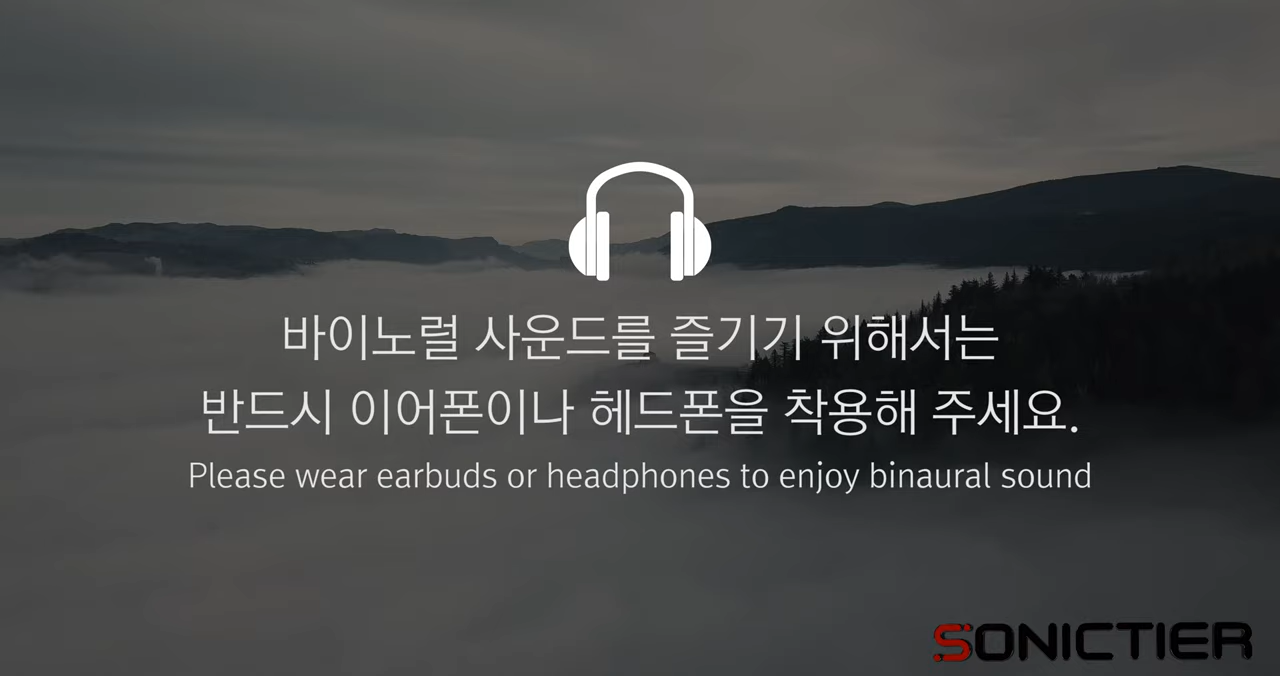 바이노럴 사운드를 즐기기 위해서는
반드시 이어폰이나 헤드폰을 착용해 주세요.
Please wear earbuds or headphones to enjoy binaural sound
SONICTIER